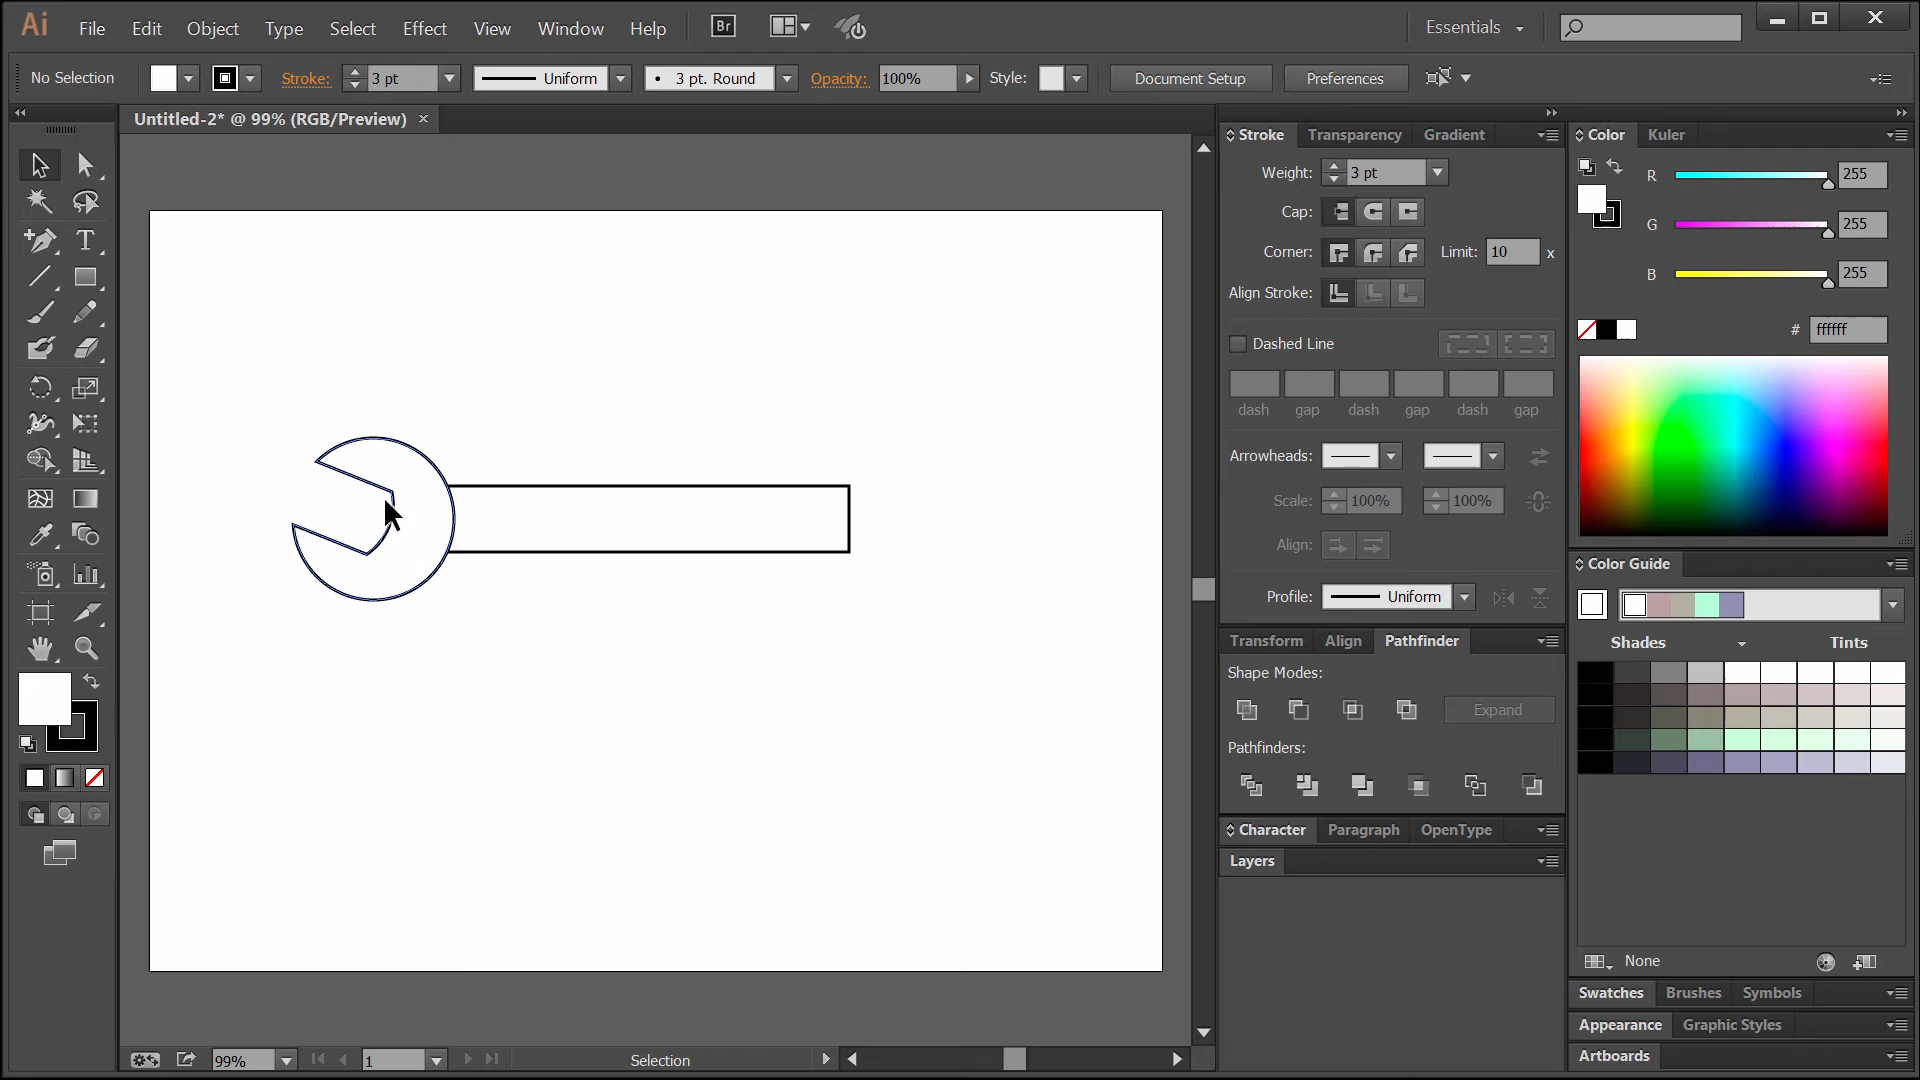 Ai File Edit Object Type Select Effect View Window Help Br Essentials
No Selection Stroke: 3 pt Uniform 3 pt. Round Opacity: 100% Style: Document Setup Preferences
Untitled-2* @ 99% (RGB/Preview) ×
Stroke Transparency Gradient
Weight: 3 pt
Cap:
Corner: Limit: 10 x
Align Stroke:
Dashed Line
dash gap dash gap dash gap
Arrowheads:
Scale: 100% 100%
Align:
Profile: Uniform
Transform Align Pathfinder
Shape Modes:
Expand
Pathfinders:
Character Paragraph OpenType
Layers
Color Kuler
R 255
G 255
B 255
# ffffff
Color Guide
Shades Tints
None
Swatches Brushes Symbols
Appearance Graphic Styles
Artboards
T
99% 1 Selection